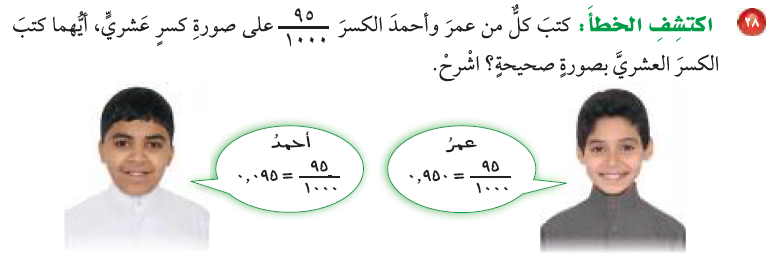 ٢٨ اكتشِفِ الخطأَ: كتبَ كلٌّ من عمرَ وأحمدَ الكسرَ ٩٥/١٠٠٠ على صورةِ كسرٍ عَشريٍّ، أيُّهما كتبَ
الكسرَ العشريَّ بصورةٍ صحيحةٍ؟ اشْرحْ.
عمرُ
٩٥/١٠٠٠ = ٠,٩٥٠
أحمدُ
٩٥/١٠٠٠ = ٠,٠٩٥